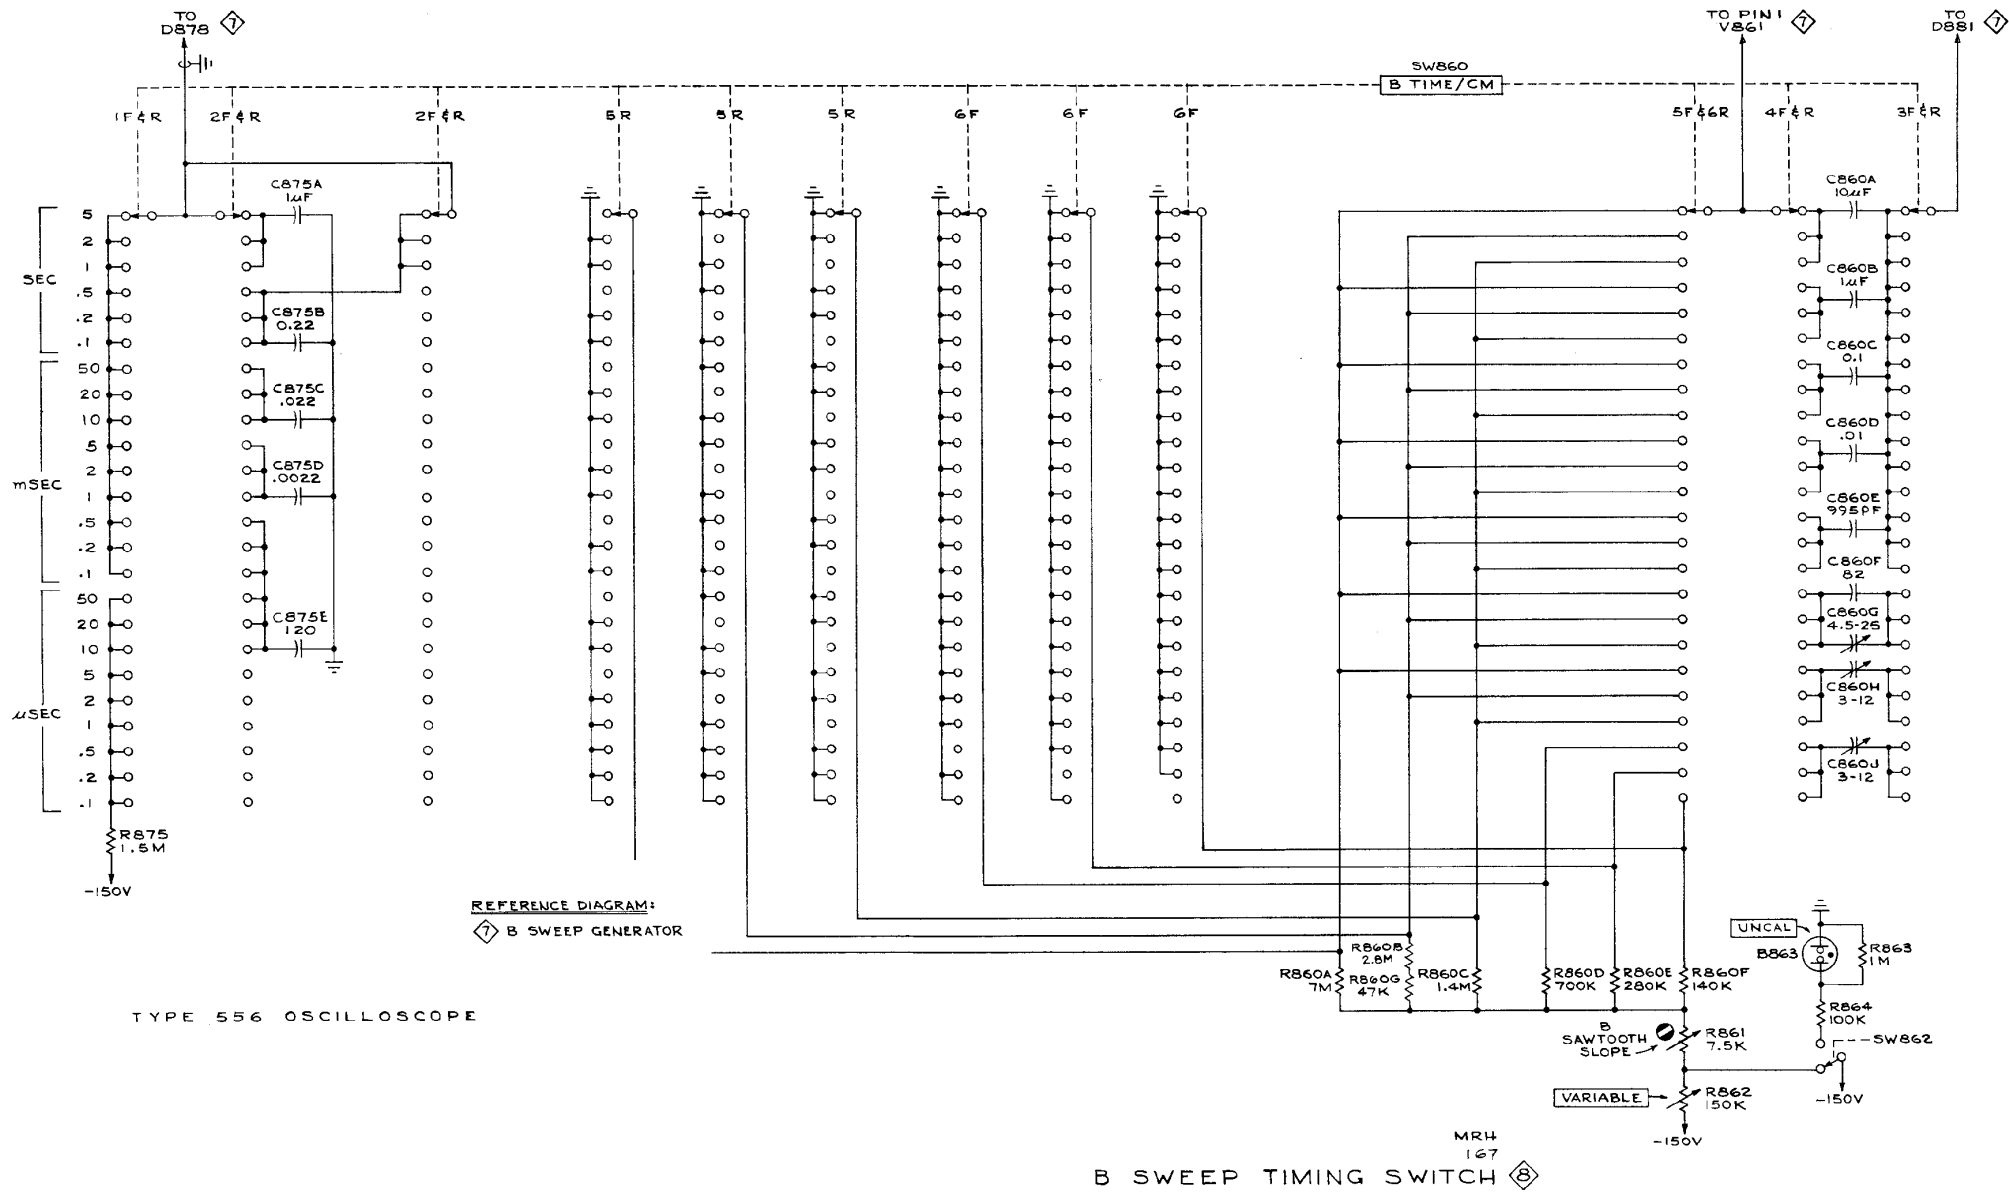 TO
D878 7
TO PIN 1
V861 7
TO
D881 7
SW860
B TIME/CM
1F & R
2F & R
2F & R
5R
5R
5R
6F
6F
6F
5F & 6R
4F & R
3F & R
C875A
1µF
C860A
10µF
SEC
5
2
1
.5
.2
.1
C860B
1µF
C875B
0.22
C860C
0.1
mSEC
50
20
10
5
2
1
.5
.2
.1
C875C
.022
C860D
.01
C875D
.0022
C860E
995PF
C860F
82
µSEC
50
20
10
5
2
1
.5
.2
.1
C875E
120
C860G
4.5-25
C860H
3-12
C860J
3-12
R875
1.5M
-150V
REFERENCE DIAGRAM:
7 B SWEEP GENERATOR
UNCAL
B863
R863
1M
R860A
7M
R860B
2.8M
R860G
47K
R860C
1.4M
R860D
700K
R860E
280K
R860F
140K
R864
100K
SW862
-150V
TYPE 556 OSCILLOSCOPE
B
SAWTOOTH
SLOPE
R861
7.5K
VARIABLE
R862
150K
-150V
MRH
167
B SWEEP TIMING SWITCH 8